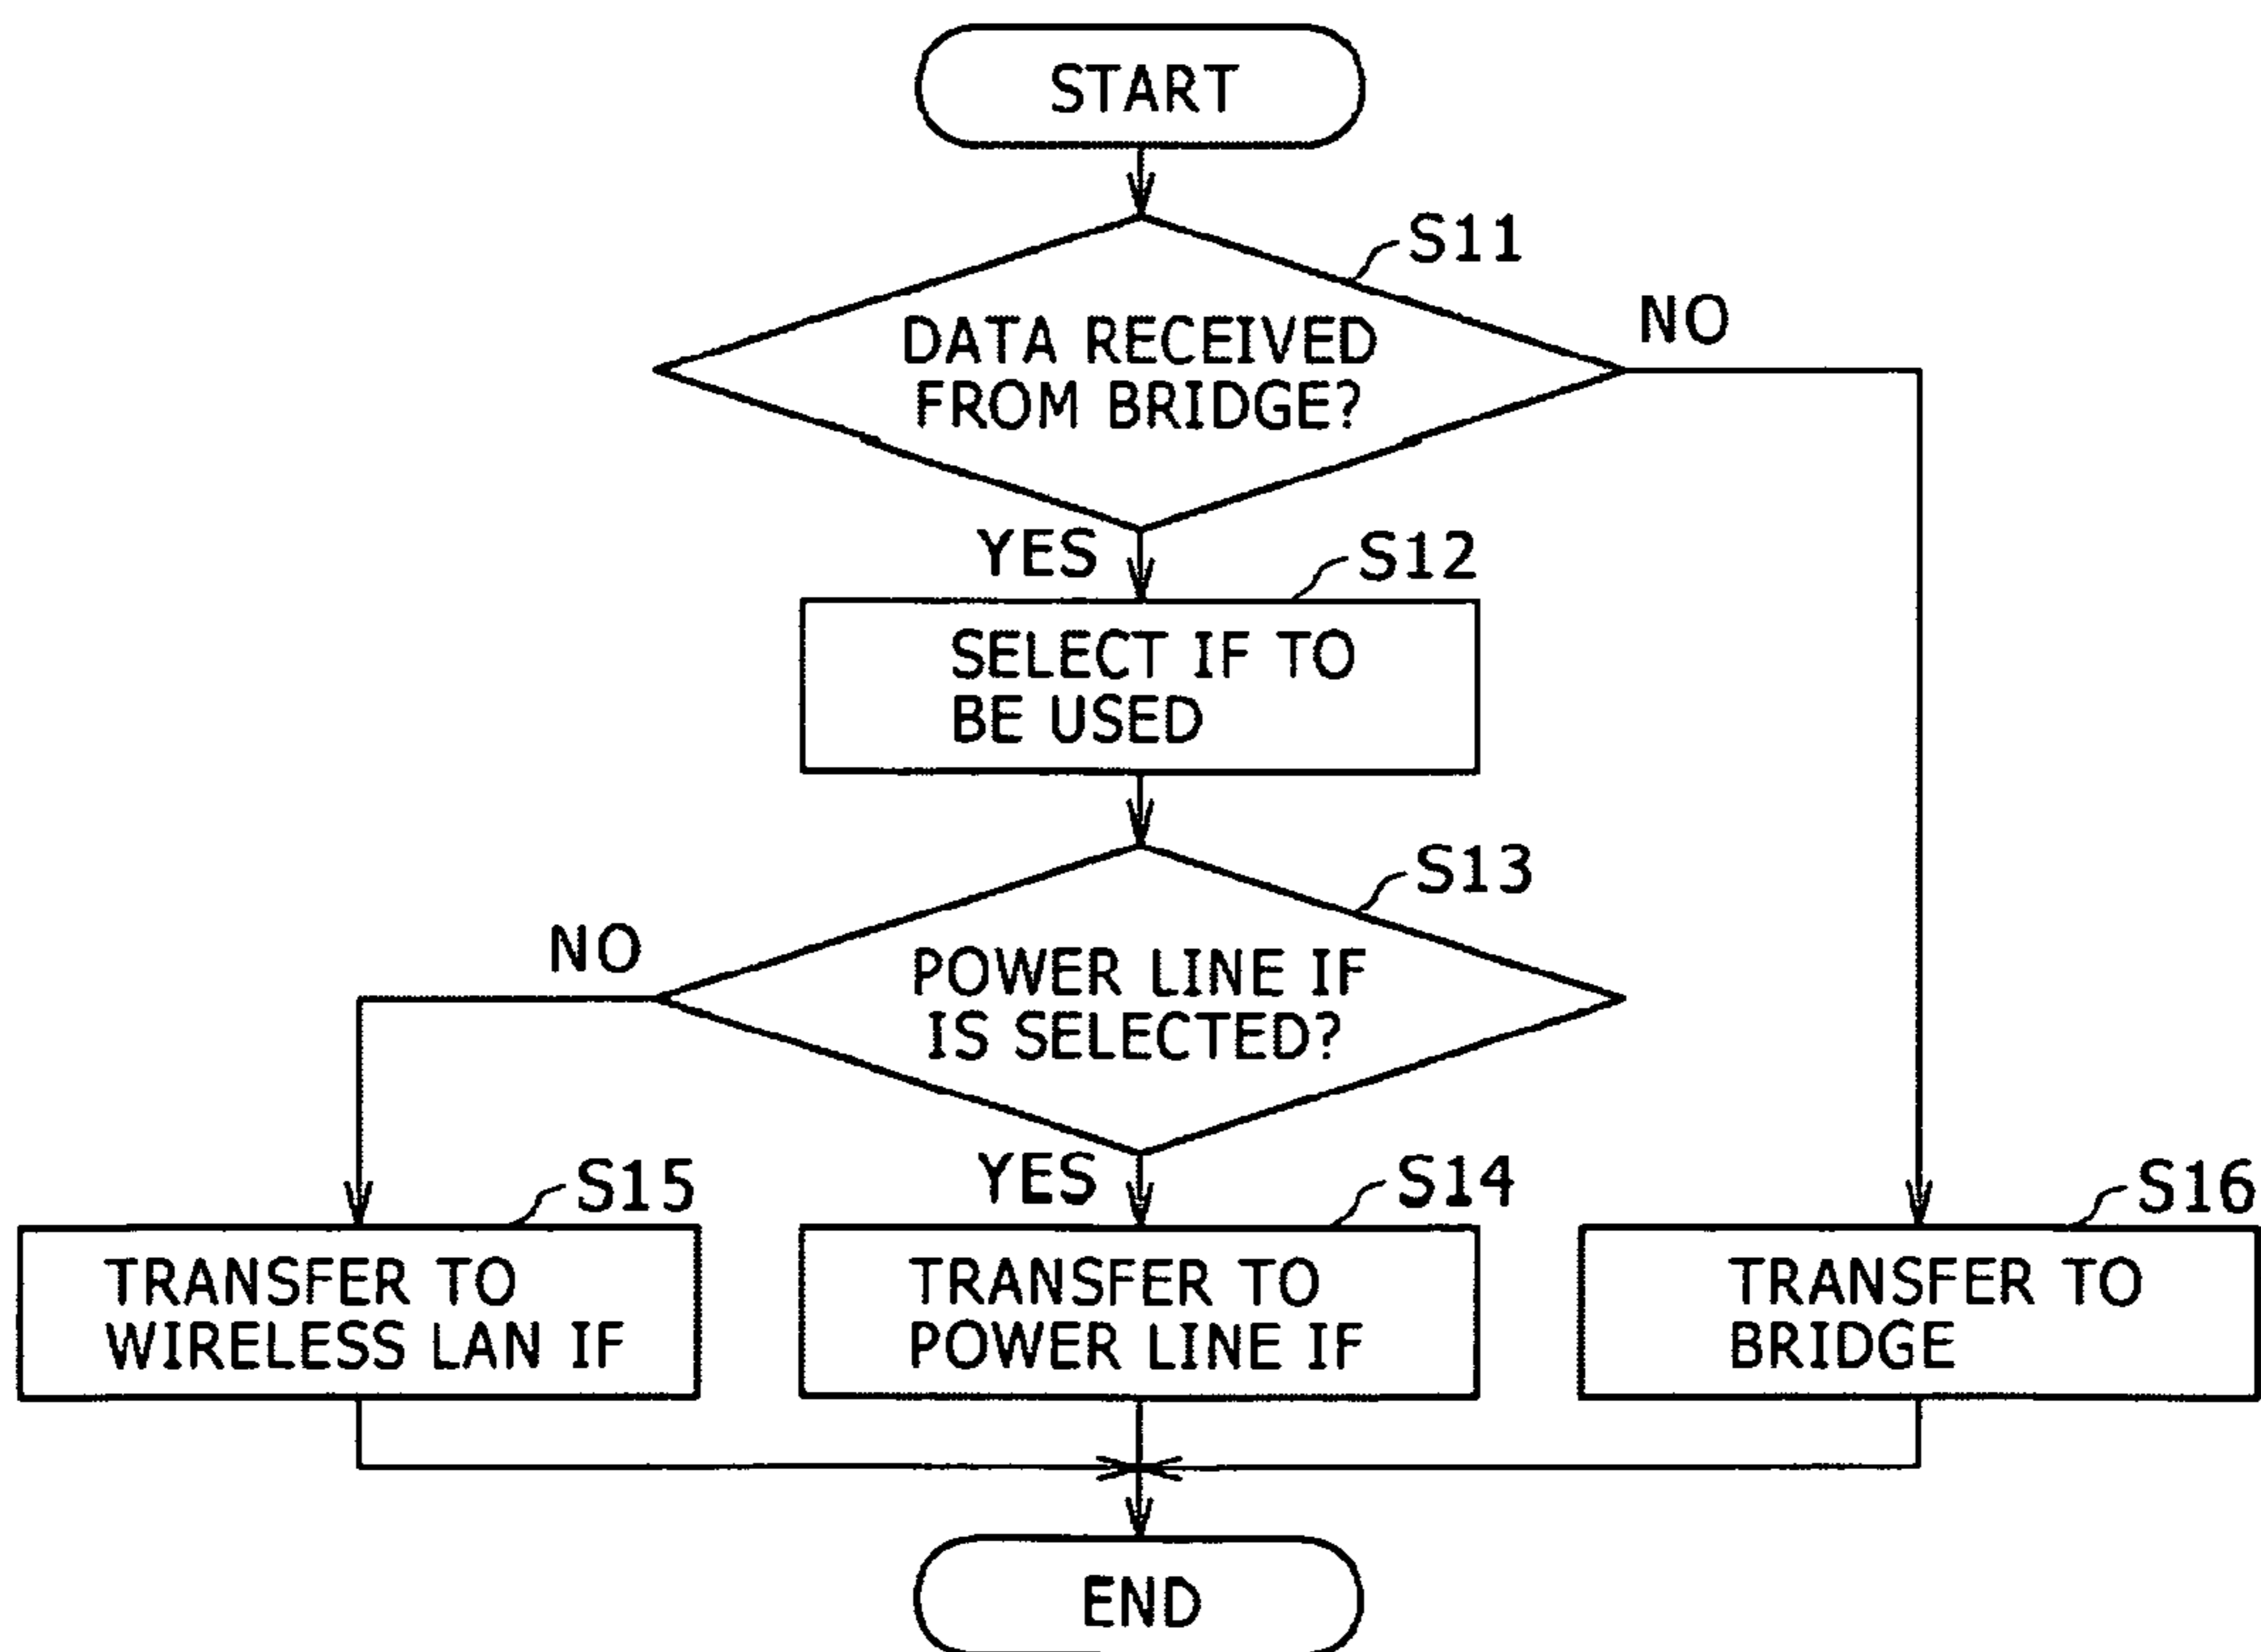 START
S11
DATA RECEIVED
FROM BRIDGE?
NO
YES
S12
SELECT IF TO
BE USED
S13
NO
POWER LINE IF
IS SELECTED?
YES
S15
S14
S16
TRANSFER TO
WIRELESS LAN IF
TRANSFER TO
POWER LINE IF
TRANSFER TO
BRIDGE
END